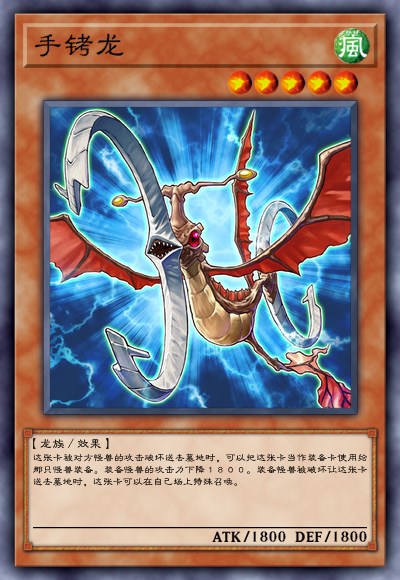 手铐龙
風
【龙族／效果】
这张卡被对方怪兽的攻击破坏送去墓地时，可以把这张卡当作装备卡使用给
那只怪兽装备。装备怪兽的攻击力下降１８００。装备怪兽被破坏让这张卡
送去墓地时，这张卡可以在自己场上特殊召唤。
ATK/1800 DEF/1800